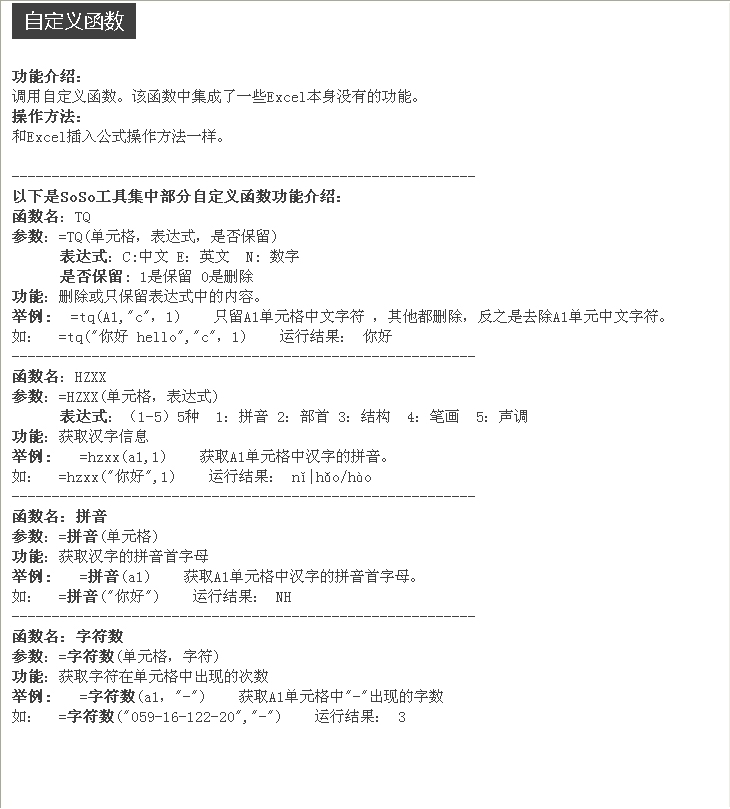 自定义函数
功能介绍：
调用自定义函数。该函数中集成了一些Excel本身没有的功能。
操作方法：
和Excel插入公式操作方法一样。
----------------------------------------------------------
以下是SoSo工具集中部分自定义函数功能介绍：
函数名：TQ
参数：=TQ(单元格，表达式，是否保留)
表达式：C:中文 E：英文  N：数字
是否保留：1是保留 0是删除
功能：删除或只保留表达式中的内容。
举例：  =tq(A1,"c"，1)    只留A1单元格中文字符 ，其他都删除，反之是去除A1单元中文字符。
如：  =tq("你好 hello","c"，1)    运行结果： 你好
----------------------------------------------------------
函数名：HZXX
参数：=HZXX(单元格，表达式)
表达式：（1-5）5种  1：拼音 2：部首 3：结构  4：笔画  5：声调
功能：获取汉字信息
举例：   =hzxx(a1,1)    获取A1单元格中汉字的拼音。
如：  =hzxx("你好",1)    运行结果： nǐ|hǎo/hào
----------------------------------------------------------
函数名：拼音
参数：=拼音(单元格)
功能：获取汉字的拼音首字母
举例：   =拼音(a1)    获取A1单元格中汉字的拼音首字母。
如：  =拼音("你好")    运行结果： NH
----------------------------------------------------------
函数名：字符数
参数：=字符数(单元格，字符)
功能：获取字符在单元格中出现的次数
举例：   =字符数(a1，"-")    获取A1单元格中"-"出现的字数
如：  =字符数("059-16-122-20","-")    运行结果： 3